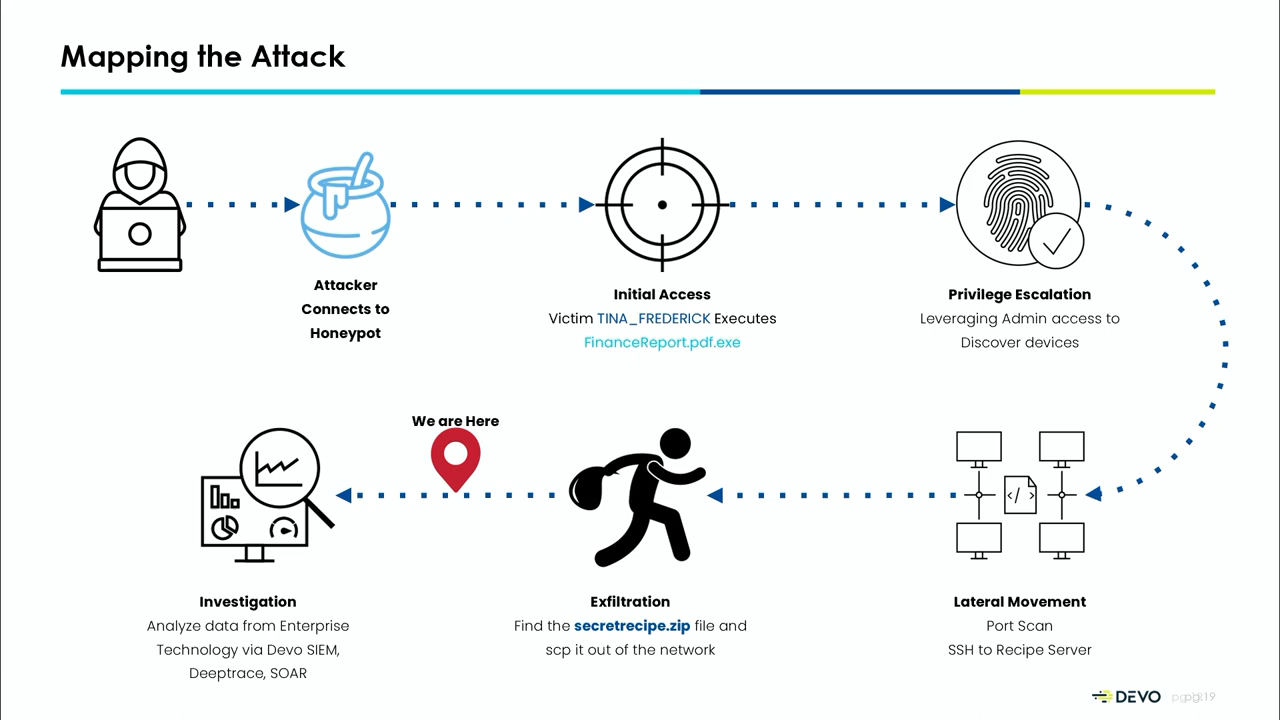 Mapping the Attack
Attacker
Connects to
Honeypot
Initial Access
Victim TINA_FREDERICK Executes
FinanceReport.pdf.exe
Privilege Escalation
Leveraging Admin access to
Discover devices
We are Here
</>
Investigation
Analyze data from Enterprise
Technology via Devo SIEM,
Deeptrace, SOAR
Exfiltration
Find the secretrecipe.zip file and
scp it out of the network
Lateral Movement
Port Scan
SSH to Recipe Server
DEVO